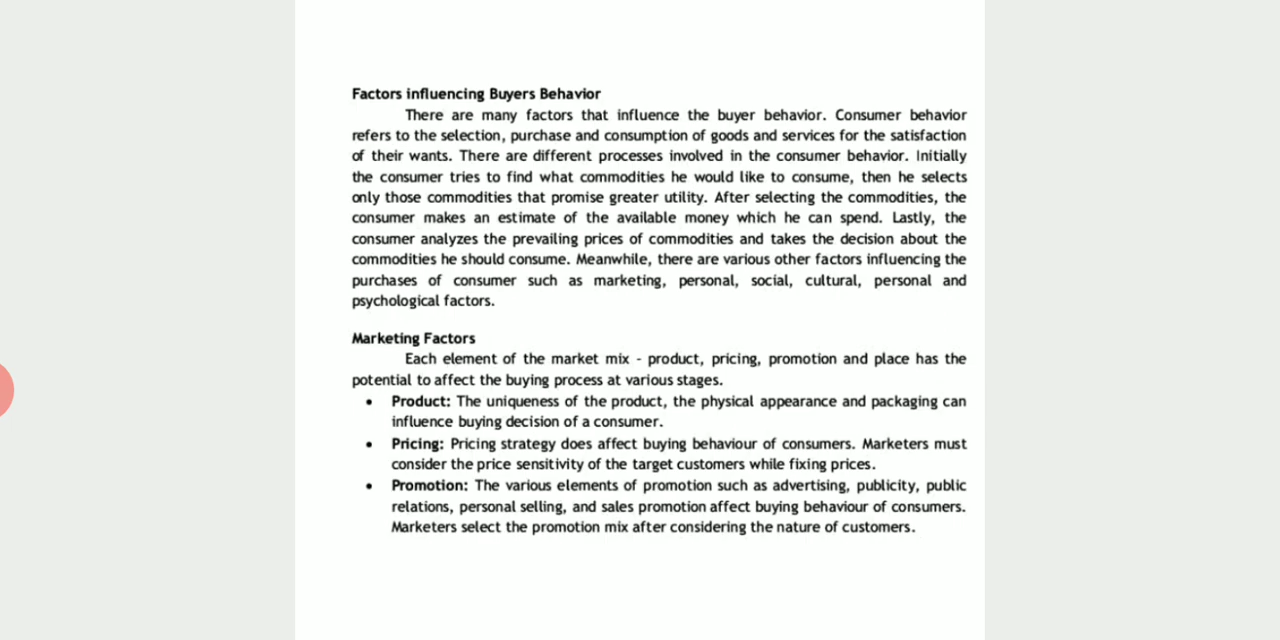 Factors influencing Buyers Behavior
There are many factors that influence the buyer behavior. Consumer behavior
refers to the selection, purchase and consumption of goods and services for the satisfaction
of their wants. There are different processes involved in the consumer behavior. Initially
the consumer tries to find what commodities he would like to consume, then he selects
only those commodities that promise greater utility. After selecting the commodities, the
consumer makes an estimate of the available money which he can spend. Lastly, the
consumer analyzes the prevailing prices of commodities and takes the decision about the
commodities he should consume. Meanwhile, there are various other factors influencing the
purchases of consumer such as marketing, personal, social, cultural, personal and
psychological factors.
Marketing Factors
Each element of the market mix - product, pricing, promotion and place has the
potential to affect the buying process at various stages.
• Product: The uniqueness of the product, the physical appearance and packaging can
influence buying decision of a consumer.
• Pricing: Pricing strategy does affect buying behaviour of consumers. Marketers must
consider the price sensitivity of the target customers while fixing prices.
• Promotion: The various elements of promotion such as advertising, publicity, public
relations, personal selling, and sales promotion affect buying behaviour of consumers.
Marketers select the promotion mix after considering the nature of customers.